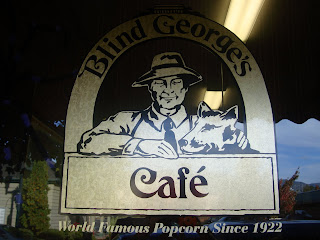 Blind George's
Café
World Famous Popcorn Since 1922